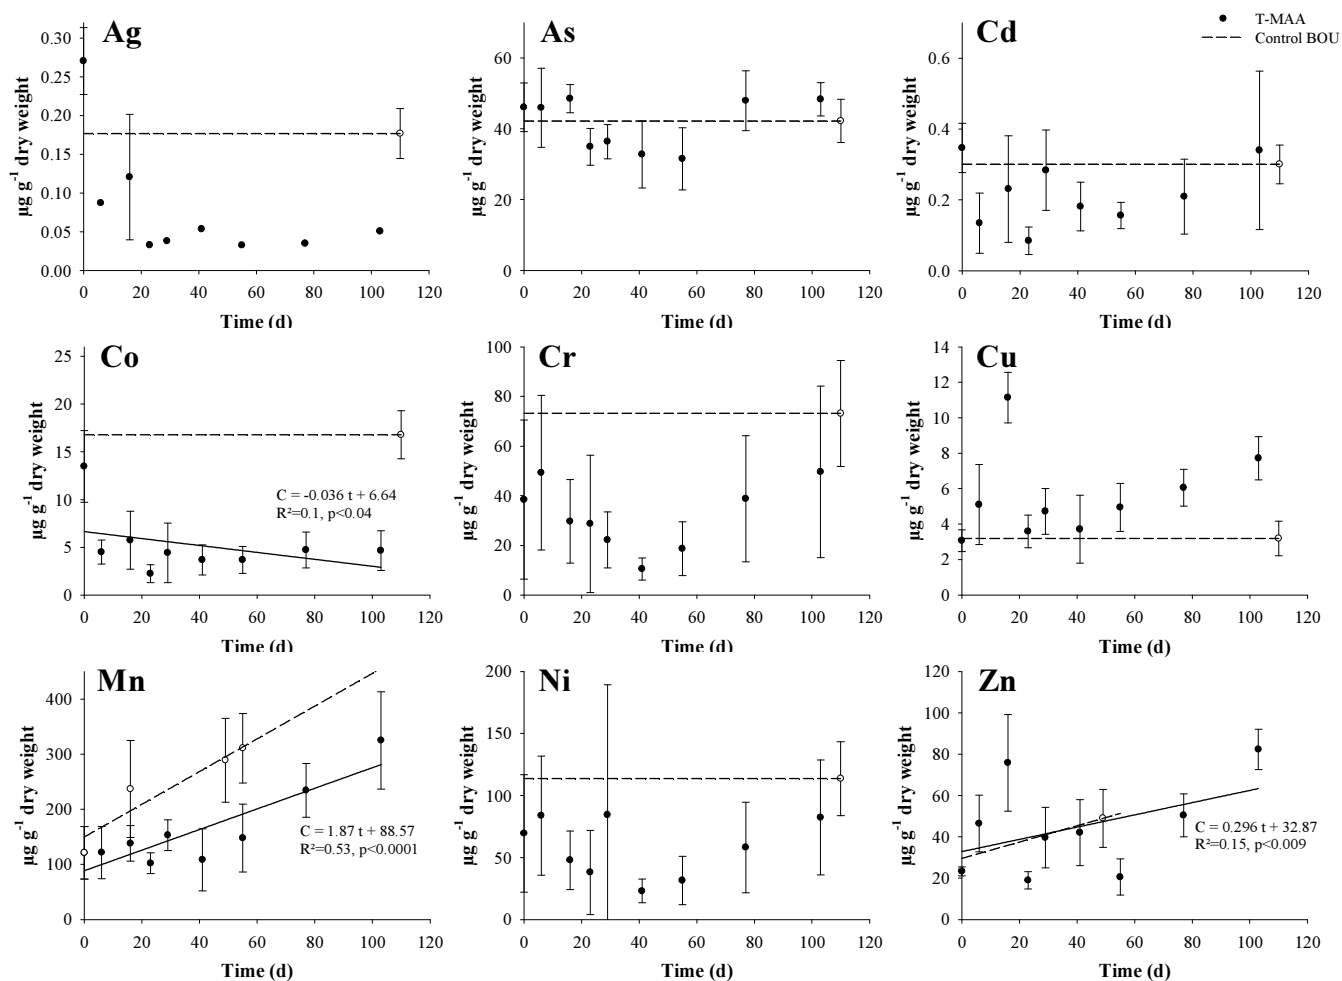 Ag
As
Cd
T-MAA
Control BOU
µg g-1 dry weight
0.30
0.25
0.20
0.15
0.10
0.05
0.00
0 20 40 60 80 100 120
Time (d)
µg g-1 dry weight
60
40
20
0
0 20 40 60 80 100 120
Time (d)
µg g-1 dry weight
0.6
0.4
0.2
0.0
0 20 40 60 80 100 120
Time (d)
Co
µg g-1 dry weight
25
20
15
10
5
0
C = -0.036 t + 6.64
R²=0.1, p<0.04
0 20 40 60 80 100 120
Time (d)
Cr
µg g-1 dry weight
100
80
60
40
20
0
0 20 40 60 80 100 120
Time (d)
Cu
µg g-1 dry weight
14
12
10
8
6
4
2
0
0 20 40 60 80 100 120
Time (d)
Mn
µg g-1 dry weight
400
300
200
100
0
C = 1.87 t + 88.57
R²=0.53, p<0.0001
0 20 40 60 80 100 120
Time (d)
Ni
µg g-1 dry weight
200
150
100
50
0
0 20 40 60 80 100 120
Time (d)
Zn
µg g-1 dry weight
120
100
80
60
40
20
0
C = 0.296 t + 32.87
R²=0.15, p<0.009
0 20 40 60 80 100 120
Time (d)